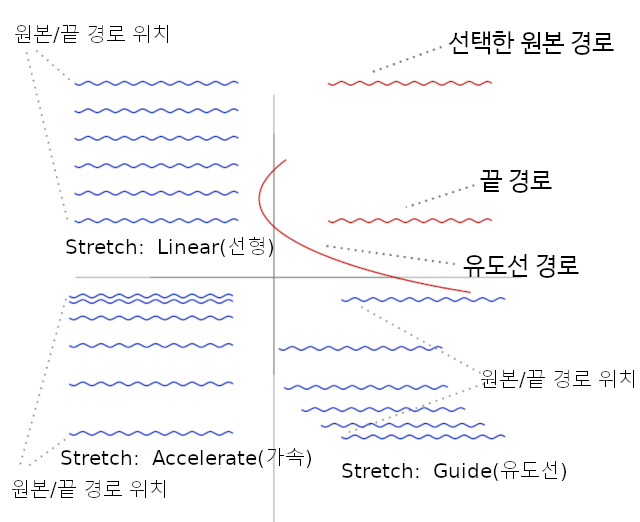 원본/끝 경로 위치
선택한 원본 경로
끝 경로
Stretch: Linear(선형)
유도선 경로
원본/끝 경로 위치
Stretch: Accelerate(가속)
Stretch: Guide(유도선)
원본/끝 경로 위치